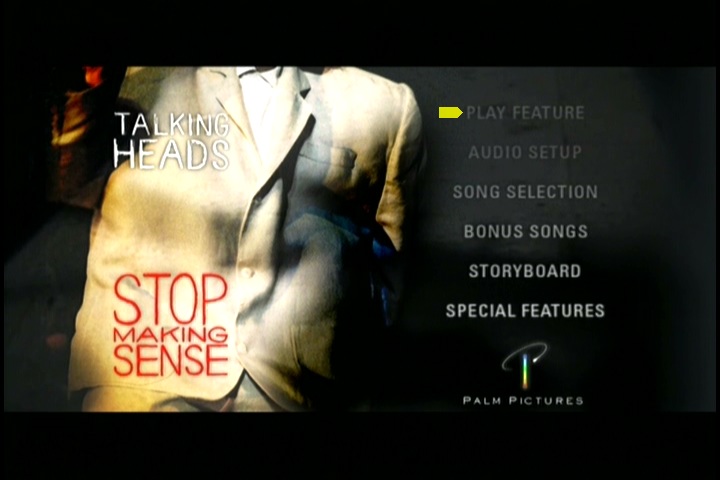 TALKING
HEADS
STOP
MAKING
SENSE
PLAY FEATURE
AUDIO SETUP
SONG SELECTION
BONUS SONGS
STORYBOARD
SPECIAL FEATURES
PALM PICTURES